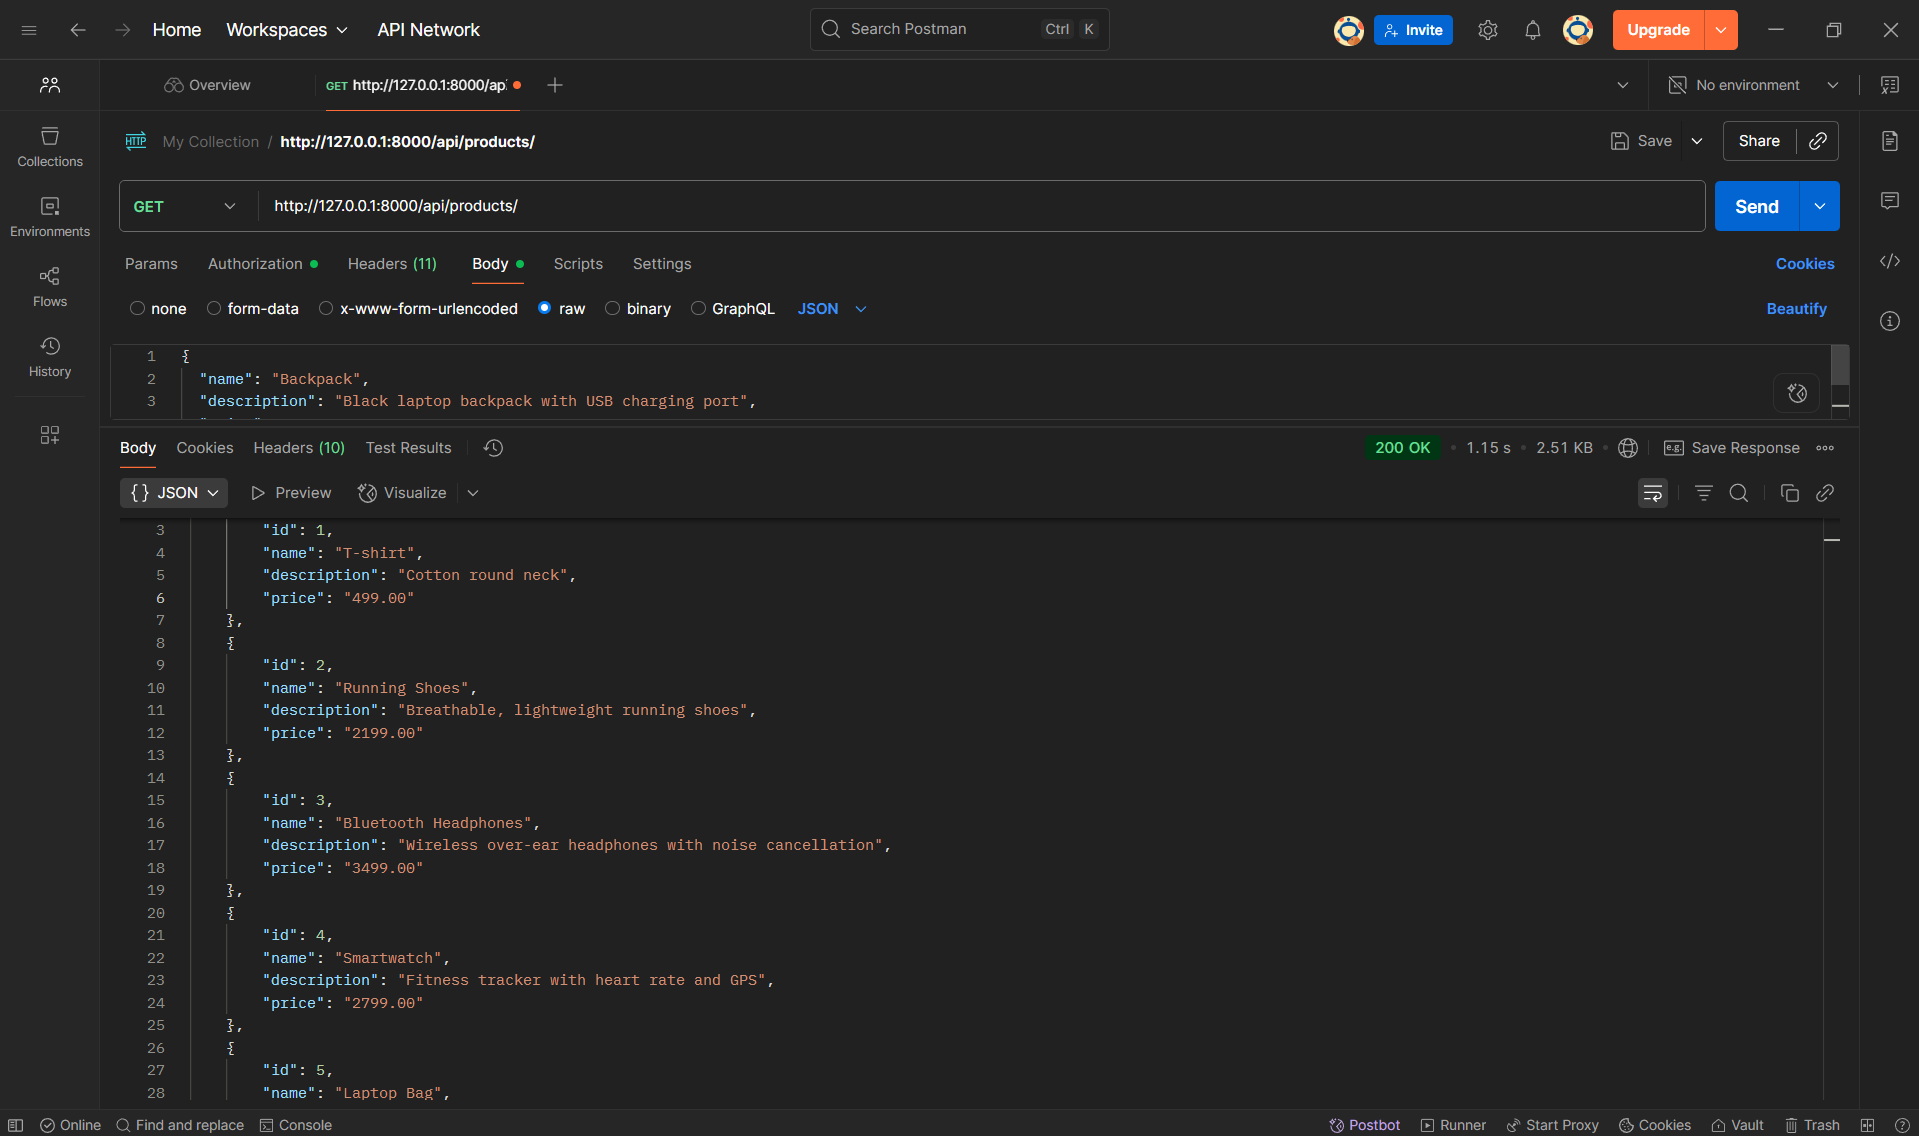 Home Workspaces API Network Search Postman Ctrl K Invite Upgrade
Overview GET http://127.0.0.1:8000/ap No environment
HTTP My Collection / http://127.0.0.1:8000/api/products/ Save Share
GET http://127.0.0.1:8000/api/products/ Send
Params Authorization Headers (11) Body Scripts Settings Cookies
none form-data x-www-form-urlencoded raw binary GraphQL JSON Beautify
Collections
Environments
Flows
History
1 {
2 "name": "Backpack",
3 "description": "Black laptop backpack with USB charging port",
Body Cookies Headers (10) Test Results 200 OK • 1.15 s • 2.51 KB • e.g. Save Response
{} JSON Preview Visualize
3 "id": 1,
4 "name": "T-shirt",
5 "description": "Cotton round neck",
6 "price": "499.00"
7 },
8 {
9 "id": 2,
10 "name": "Running Shoes",
11 "description": "Breathable, lightweight running shoes",
12 "price": "2199.00"
13 },
14 {
15 "id": 3,
16 "name": "Bluetooth Headphones",
17 "description": "Wireless over-ear headphones with noise cancellation",
18 "price": "3499.00"
19 },
20 {
21 "id": 4,
22 "name": "Smartwatch",
23 "description": "Fitness tracker with heart rate and GPS",
24 "price": "2799.00"
25 },
26 {
27 "id": 5,
28 "name": "Laptop Bag",
Online Find and replace Console Postbot Runner Start Proxy Cookies Vault Trash